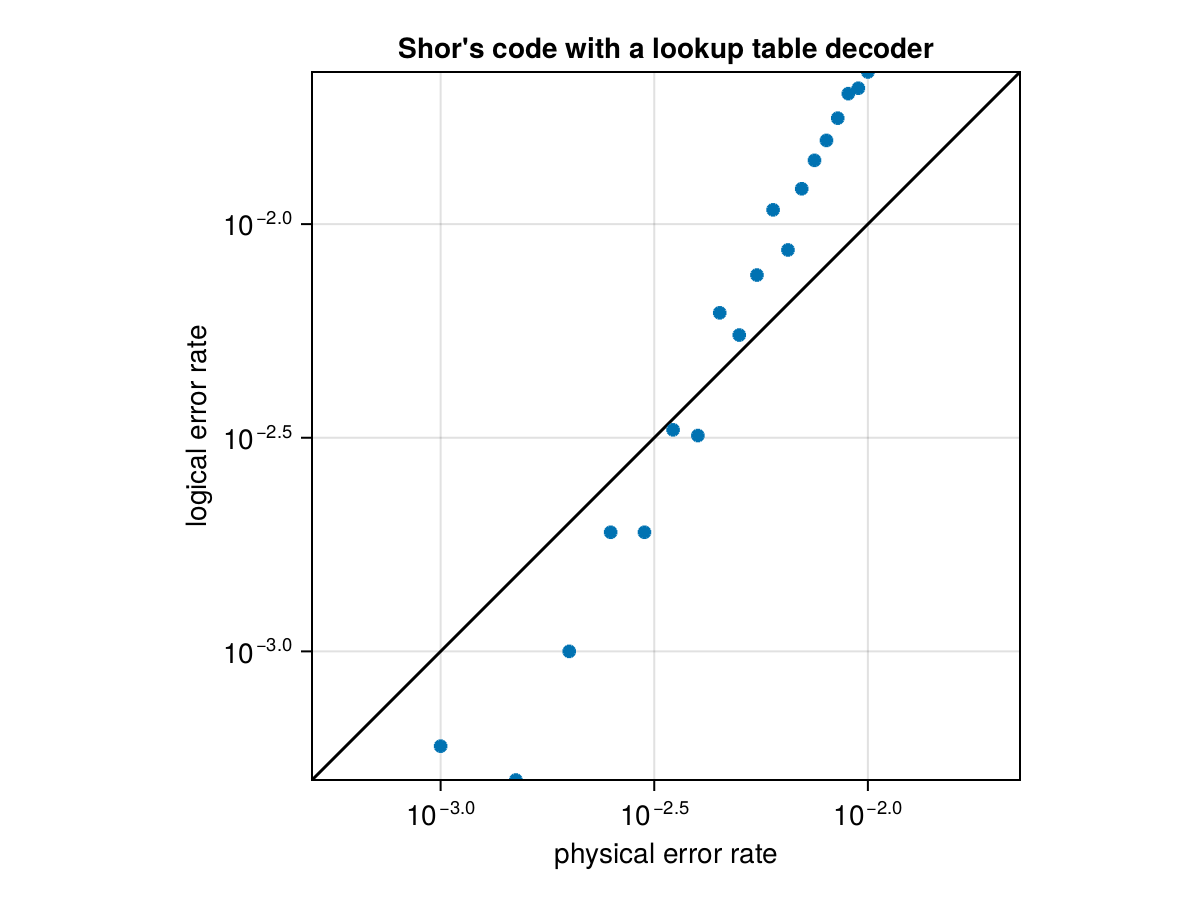 Shor's code with a lookup table decoder
logical error rate
10⁻²·⁰
10⁻²·⁵
10⁻³·⁰
10⁻³·⁰ 10⁻²·⁵ 10⁻²·⁰
physical error rate